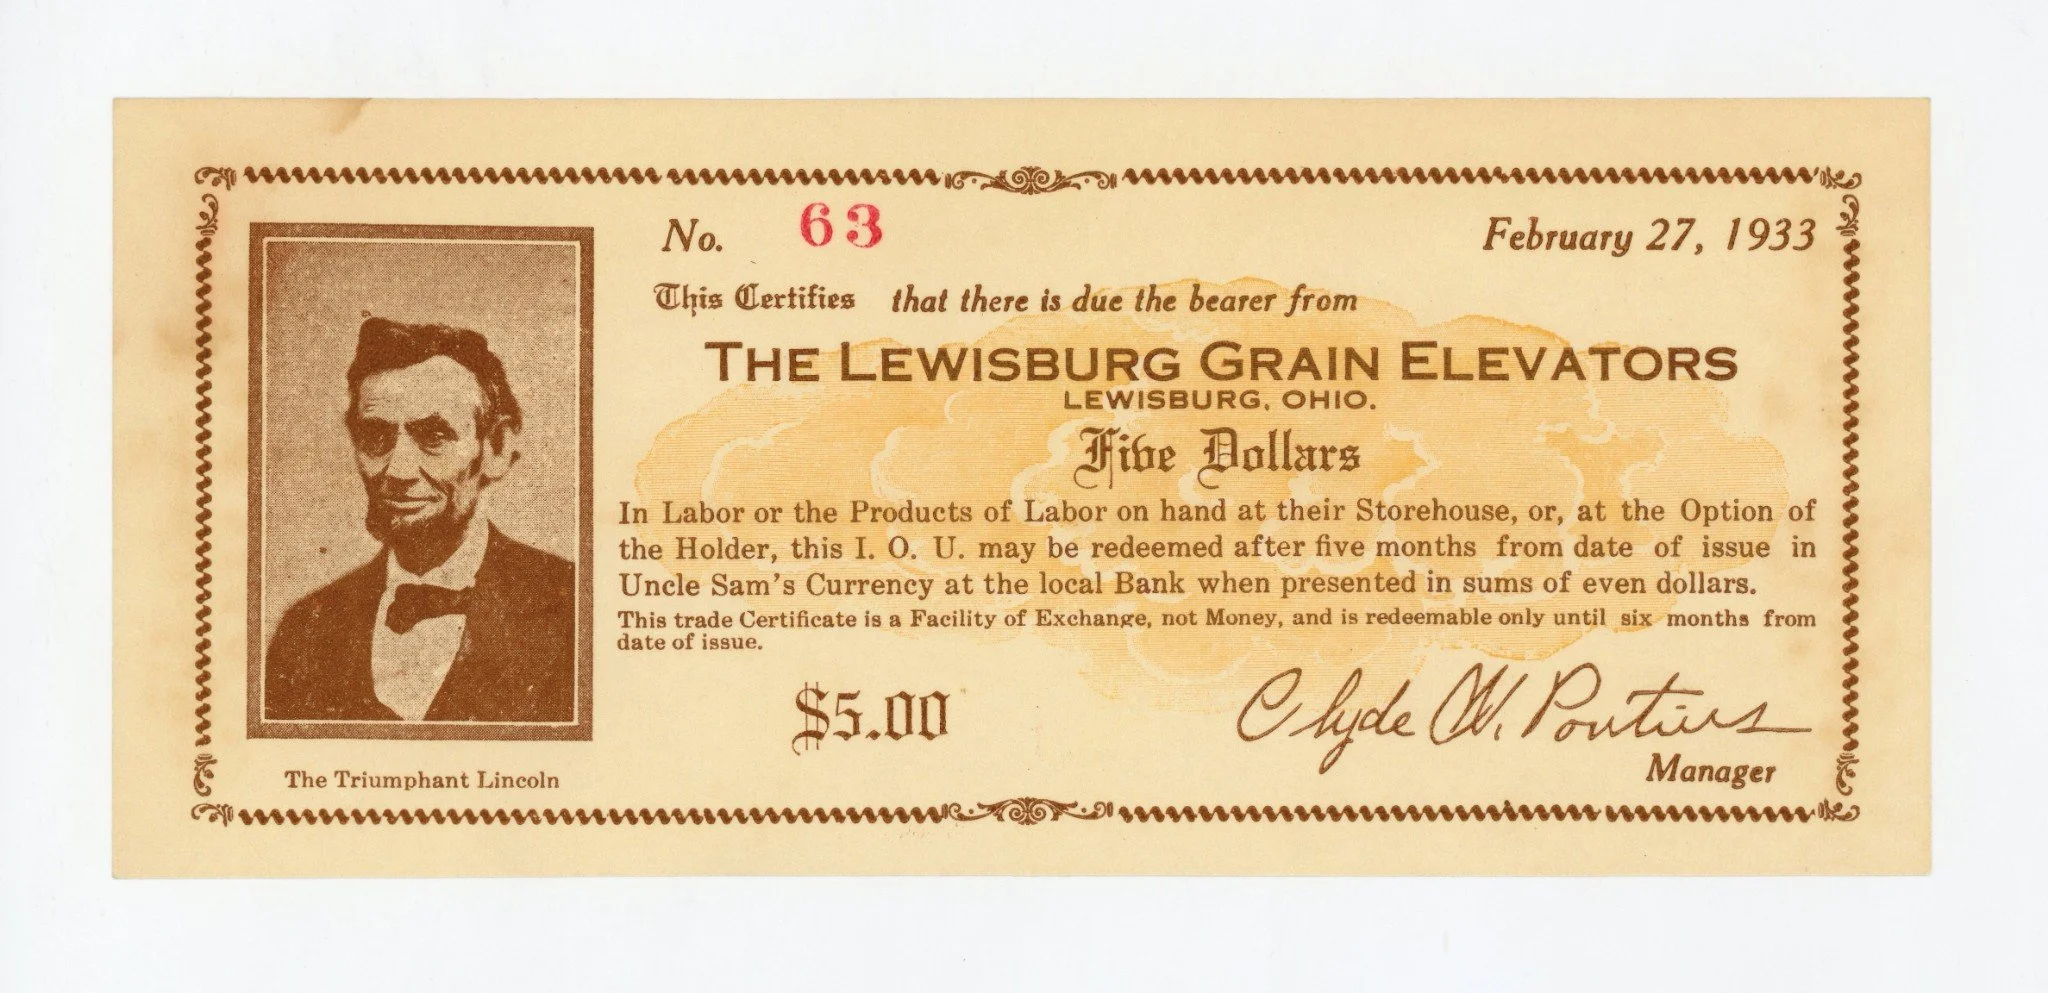 No. 63
February 27, 1933
This Certifies that there is due the bearer from
THE LEWISBURG GRAIN ELEVATORS
LEWISBURG, OHIO.
Five Dollars
In Labor or the Products of Labor on hand at their Storehouse, or, at the Option of
the Holder, this I. O. U. may be redeemed after five months from date of issue in
Uncle Sam's Currency at the local Bank when presented in sums of even dollars.
This trade Certificate is a Facility of Exchange, not Money, and is redeemable only until six months from
date of issue.
$5.00
Clyde W. Pontius
Manager
The Triumphant Lincoln